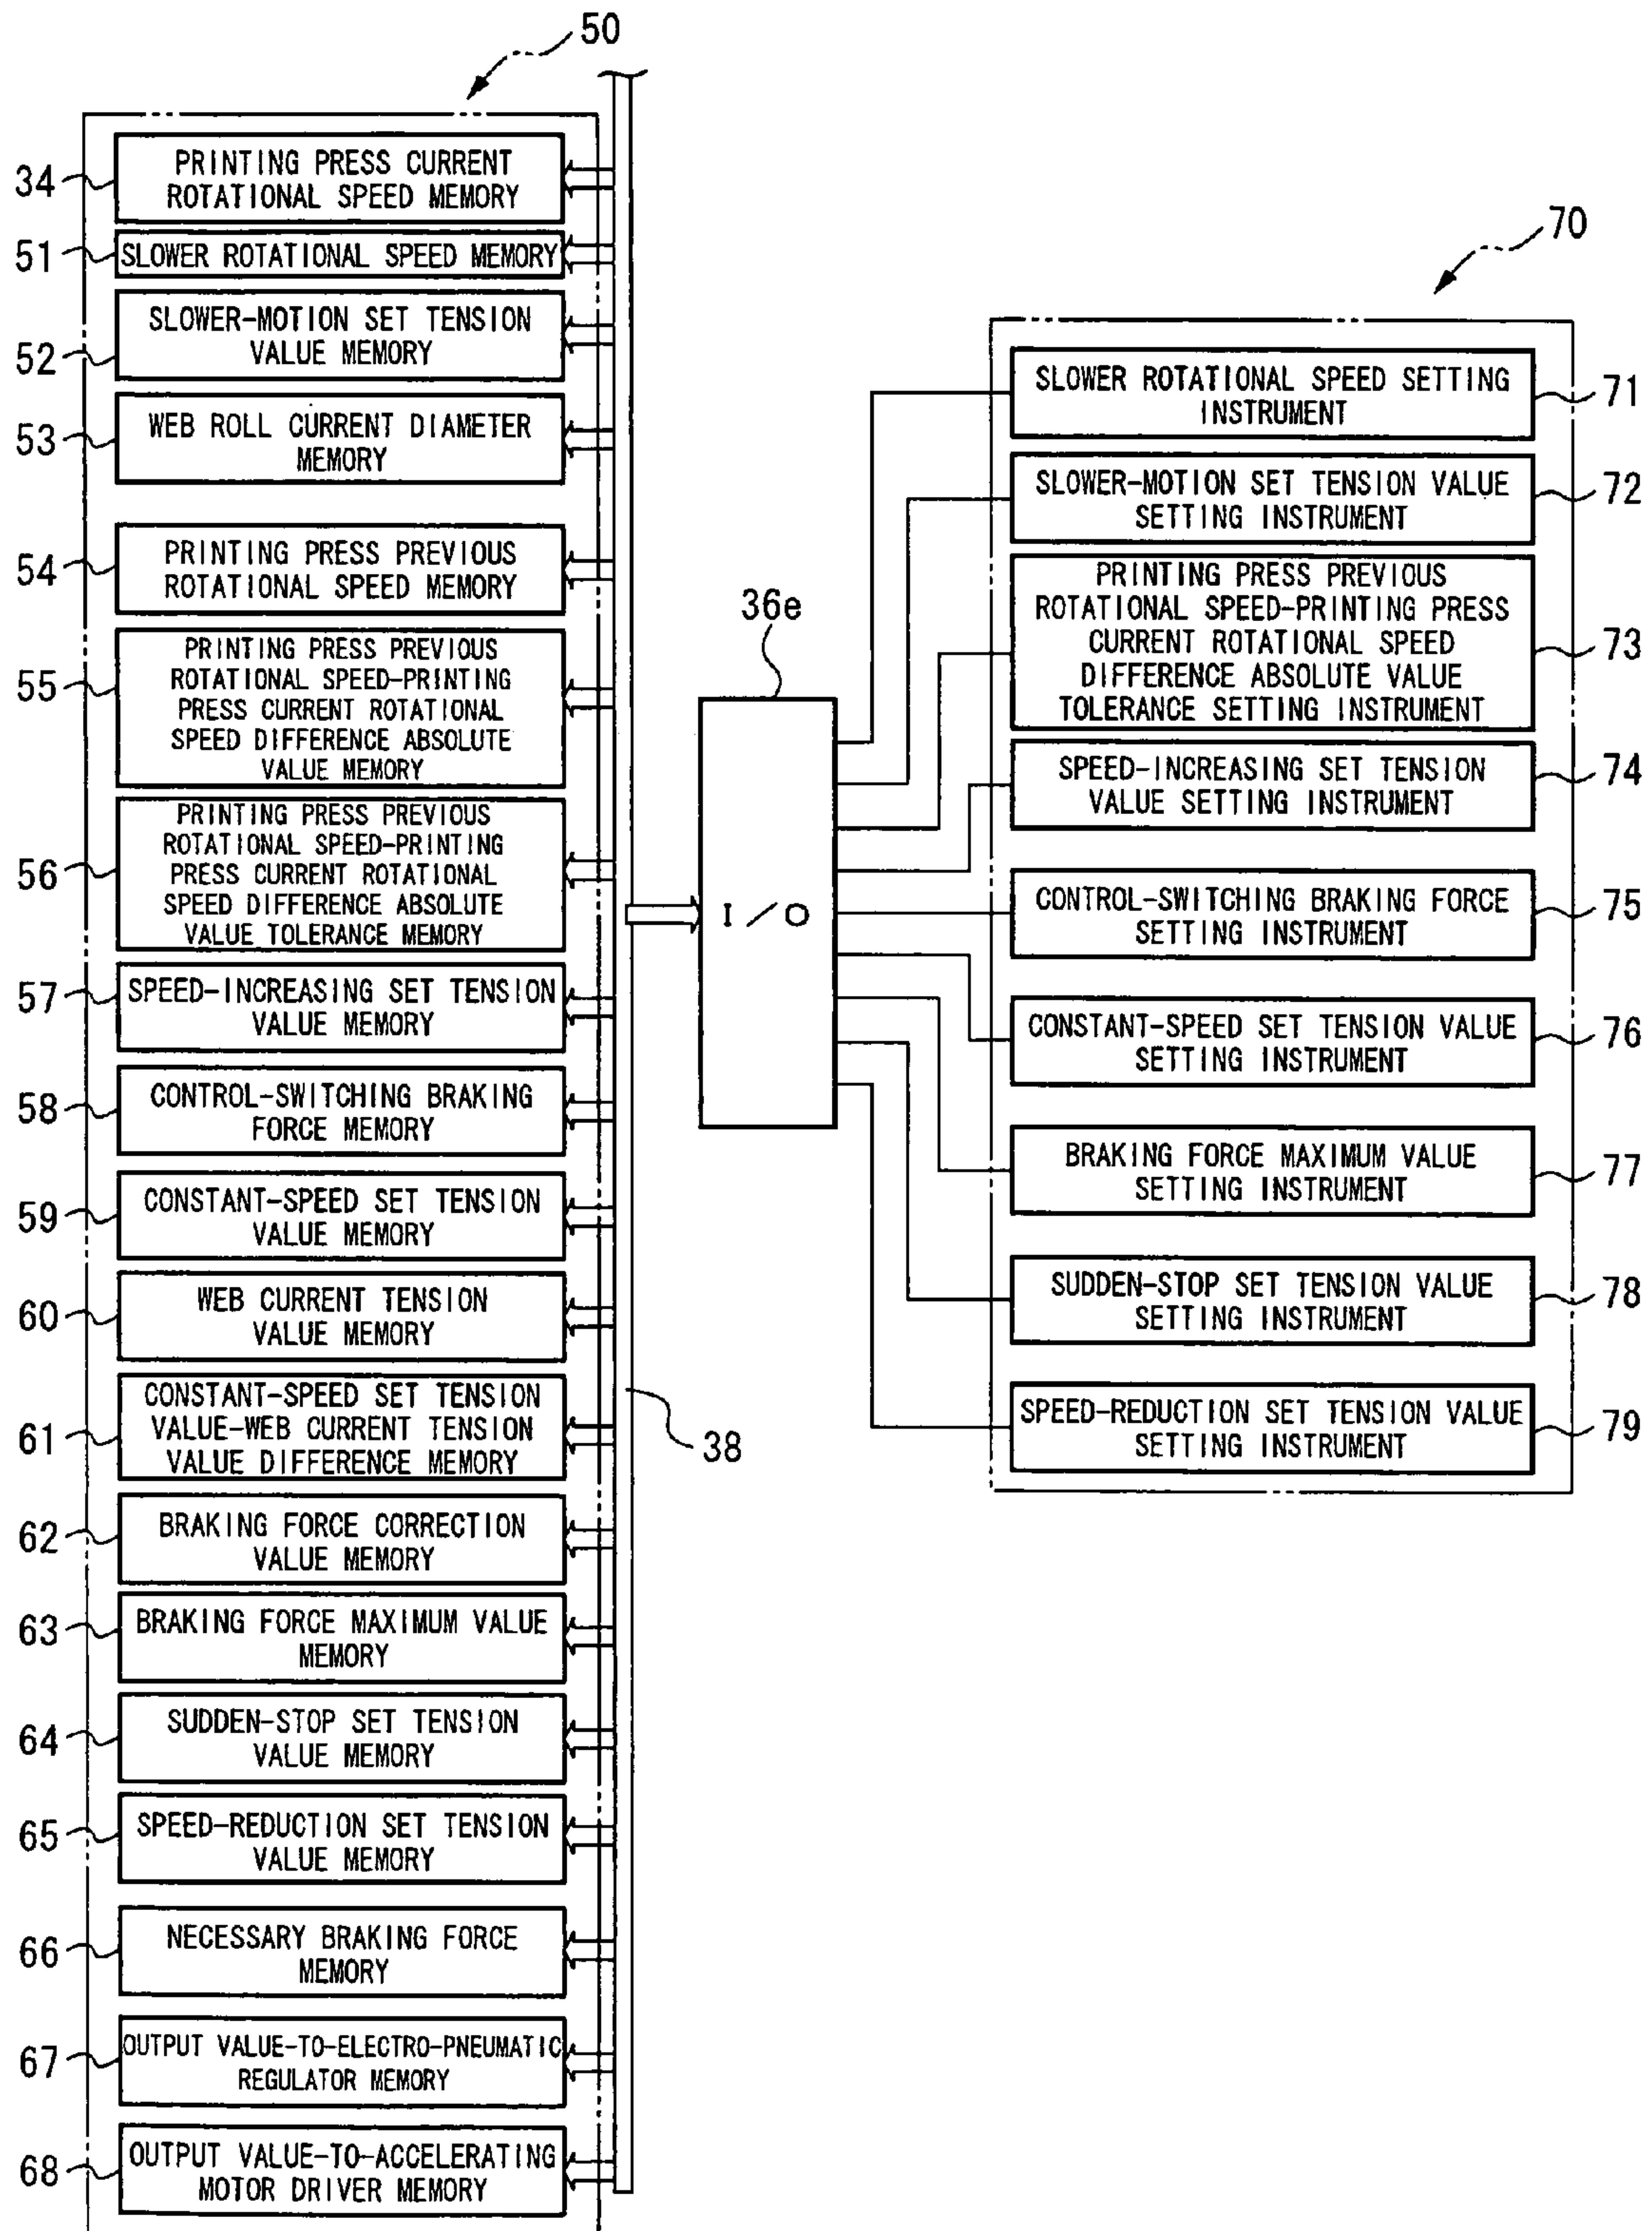 50
34
PRINTING PRESS CURRENT
ROTATIONAL SPEED MEMORY
51
SLOWER ROTATIONAL SPEED MEMORY
52
SLOWER-MOTION SET TENSION
VALUE MEMORY
53
WEB ROLL CURRENT DIAMETER
MEMORY
54
PRINTING PRESS PREVIOUS
ROTATIONAL SPEED MEMORY
55
PRINTING PRESS PREVIOUS
ROTATIONAL SPEED-PRINTING
PRESS CURRENT ROTATIONAL
SPEED DIFFERENCE ABSOLUTE
VALUE MEMORY
56
PRINTING PRESS PREVIOUS
ROTATIONAL SPEED-PRINTING
PRESS CURRENT ROTATIONAL
SPEED DIFFERENCE ABSOLUTE
VALUE TOLERANCE MEMORY
57
SPEED-INCREASING SET TENSION
VALUE MEMORY
58
CONTROL-SWITCHING BRAKING
FORCE MEMORY
59
CONSTANT-SPEED SET TENSION
VALUE MEMORY
60
WEB CURRENT TENSION
VALUE MEMORY
61
CONSTANT-SPEED SET TENSION
VALUE-WEB CURRENT TENSION
VALUE DIFFERENCE MEMORY
62
BRAKING FORCE CORRECTION
VALUE MEMORY
63
BRAKING FORCE MAXIMUM VALUE
MEMORY
64
SUDDEN-STOP SET TENSION
VALUE MEMORY
65
SPEED-REDUCTION SET TENSION
VALUE MEMORY
66
NECESSARY BRAKING FORCE
MEMORY
67
OUTPUT VALUE-TO-ELECTRO-PNEUMATIC
REGULATOR MEMORY
68
OUTPUT VALUE-TO-ACCELERATING
MOTOR DRIVER MEMORY
38
36e
I/O
70
SLOWER ROTATIONAL SPEED SETTING
INSTRUMENT
71
SLOWER-MOTION SET TENSION VALUE
SETTING INSTRUMENT
72
PRINTING PRESS PREVIOUS
ROTATIONAL SPEED-PRINTING PRESS
CURRENT ROTATIONAL SPEED
DIFFERENCE ABSOLUTE VALUE
TOLERANCE SETTING INSTRUMENT
73
SPEED-INCREASING SET TENSION
VALUE SETTING INSTRUMENT
74
CONTROL-SWITCHING BRAKING FORCE
SETTING INSTRUMENT
75
CONSTANT-SPEED SET TENSION VALUE
SETTING INSTRUMENT
76
BRAKING FORCE MAXIMUM VALUE
SETTING INSTRUMENT
77
SUDDEN-STOP SET TENSION VALUE
SETTING INSTRUMENT
78
SPEED-REDUCTION SET TENSION VALUE
SETTING INSTRUMENT
79